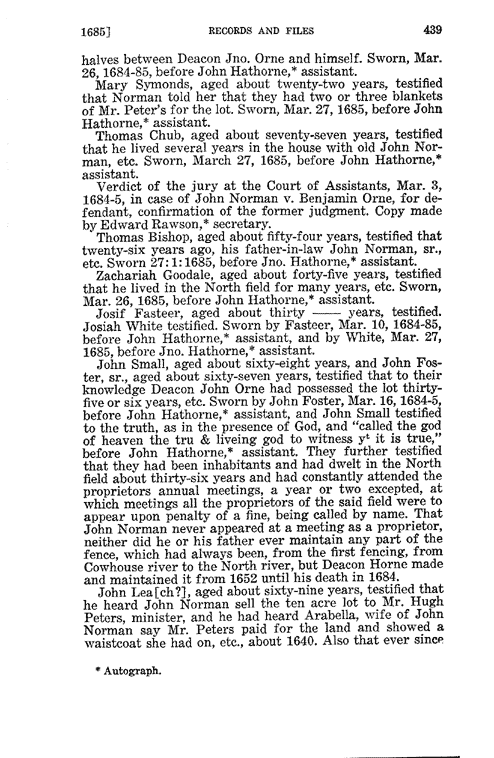 1685] RECORDS AND FILES 439
halves between Deacon Jno. Orne and himself. Sworn, Mar.
26, 1684-85, before John Hathorne,* assistant.
Mary Symonds, aged about twenty-two years, testified
that Norman told her that they had two or three blankets
of Mr. Peter's for the lot. Sworn, Mar. 27, 1685, before John
Hathorne,* assistant.
Thomas Chub, aged about seventy-seven years, testified
that he lived several years in the house with old John Nor-
man, etc. Sworn, March 27, 1685, before John Hathorne,*
assistant.
Verdict of the jury at the Court of Assistants, Mar. 3,
1684-5, in case of John Norman v. Benjamin Orne, for de-
fendant, confirmation of the former judgment. Copy made
by Edward Rawson,* secretary.
Thomas Bishop, aged about fifty-four years, testified that
twenty-six years ago, his father-in-law John Norman, sr.,
etc. Sworn 27:1:1685, before Jno. Hathorne,* assistant.
Zachariah Goodale, aged about forty-five years, testified
that he lived in the North field for many years, etc. Sworn,
Mar. 26, 1685, before John Hathorne,* assistant.
Josif Fasteer, aged about thirty —— years, testified.
Josiah White testified. Sworn by Fasteer, Mar. 10, 1684-85,
before John Hathorne,* assistant, and by White, Mar. 27,
1685, before Jno. Hathorne,* assistant.
John Small, aged about sixty-eight years, and John Fos-
ter, sr., aged about sixty-seven years, testified that to their
knowledge Deacon John Orne had possessed the lot thirty-
five or six years, etc. Sworn by John Foster, Mar. 16, 1684-5,
before John Hathorne,* assistant, and John Small testified
to the truth, as in the presence of God, and "called the god
of heaven the tru & liveing god to witness yᵗ it is true,"
before John Hathorne,* assistant. They further testified
that they had been inhabitants and had dwelt in the North
field about thirty-six years and had constantly attended the
proprietors annual meetings, a year or two excepted, at
which meetings all the proprietors of the said field were to
appear upon penalty of a fine, being called by name. That
John Norman never appeared at a meeting as a proprietor,
neither did he or his father ever maintain any part of the
fence, which had always been, from the first fencing, from
Cowhouse river to the North river, but Deacon Horne made
and maintained it from 1652 until his death in 1684.
John Lea[ch?], aged about sixty-nine years, testified that
he heard John Norman sell the ten acre lot to Mr. Hugh
Peters, minister, and he had heard Arabella, wife of John
Norman say Mr. Peters paid for the land and showed a
waistcoat she had on, etc., about 1640. Also that ever since
* Autograph.